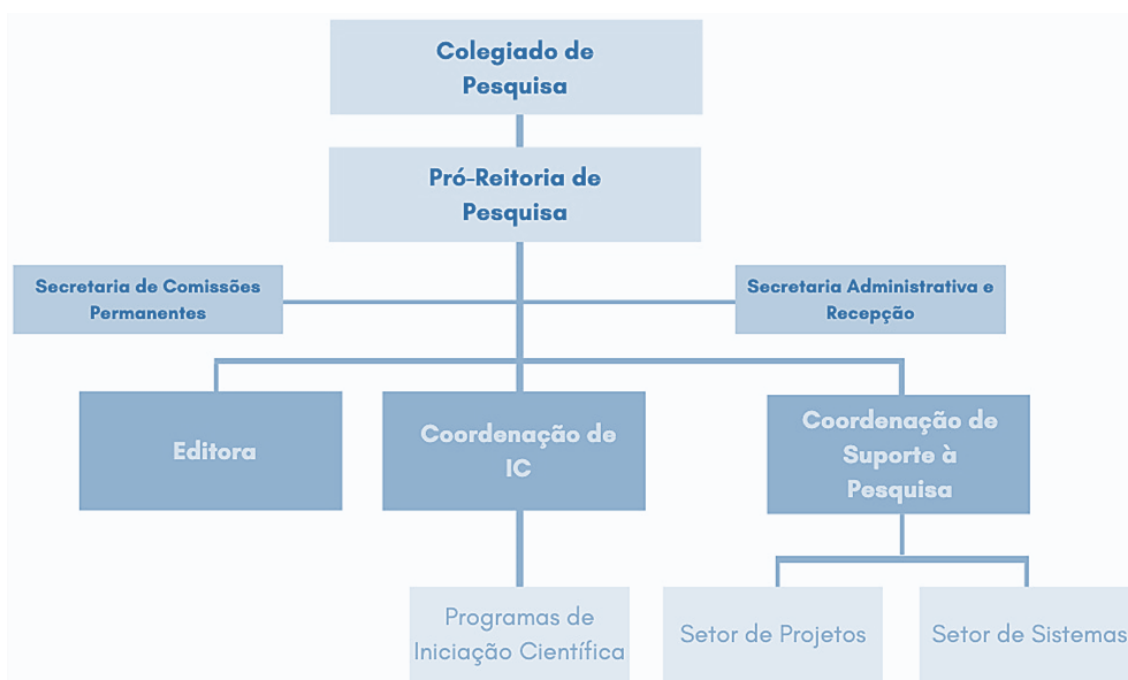 Colegiado de
Pesquisa
Pró-Reitoria de
Pesquisa
Secretaria de Comissões
Permanentes
Secretaria Administrativa e
Recepção
Editora
Coordenação de
IC
Coordenação de
Suporte à
Pesquisa
Programas de
Iniciação Científica
Setor de Projetos
Setor de Sistemas